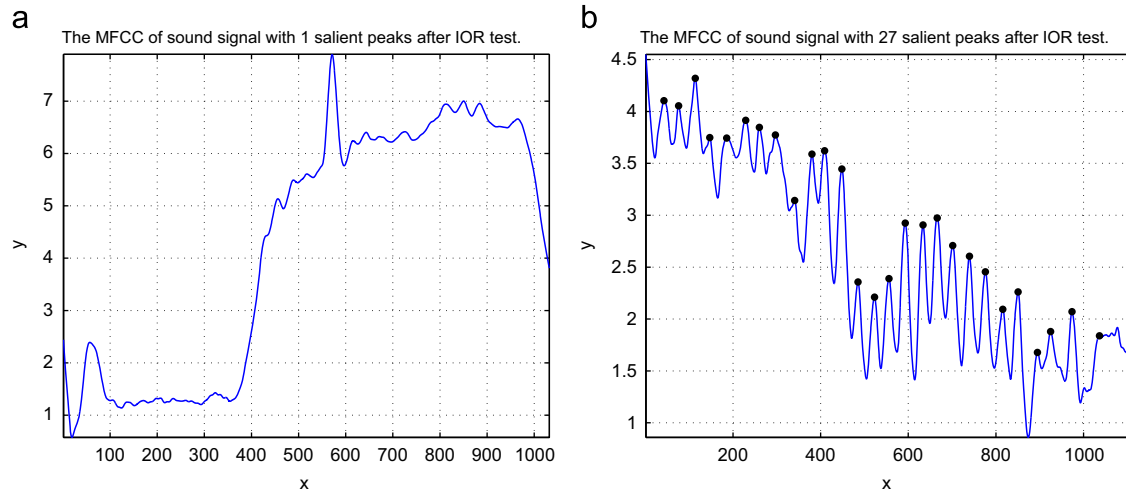 a
The MFCC of sound signal with 1 salient peaks after IOR test.
7
6
5
4
3
2
1
100 200 300 400 500 600 700 800 900 1000
x
y
b
The MFCC of sound signal with 27 salient peaks after IOR test.
4.5
4
3.5
3
2.5
2
1.5
1
200 400 600 800 1000
x
y